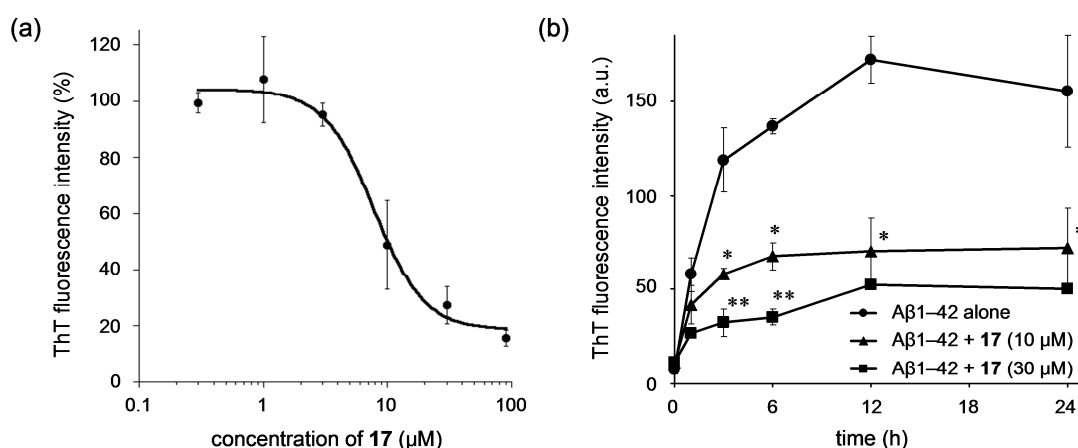 (a)
ThT fluorescence intensity (%)
120
100
80
60
40
20
0
0.1
1
10
100
concentration of 17 (µM)
(b)
ThT fluorescence intensity (a.u.)
150
100
50
0
*
*
*
*
**
**
Aβ1–42 alone
Aβ1–42 + 17 (10 µM)
Aβ1–42 + 17 (30 µM)
0
6
12
18
24
time (h)